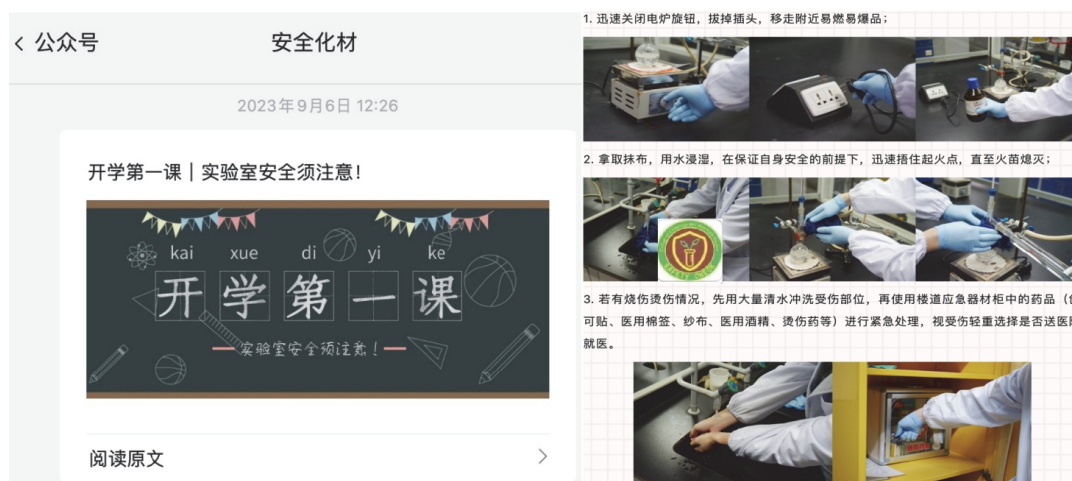 公众号
安全化材
2023年9月6日 12:26
开学第一课｜实验室安全须注意！
kai xue di yi ke
开学第一课
实验室安全须注意！
阅读原文
1. 迅速关闭电炉旋钮，拔掉插头，移走附近易燃易爆品；
2. 拿取抹布，用水浸湿，在保证自身安全的前提下，迅速捂住起火点，直至火苗熄灭；
3. 若有烧伤烫伤情况，先用大量清水冲洗受伤部位，再使用楼道应急器材柜中的药品（
可贴、医用棉签、纱布、医用酒精、烫伤药等）进行紧急处理，视受伤轻重选择是否送医
就医。